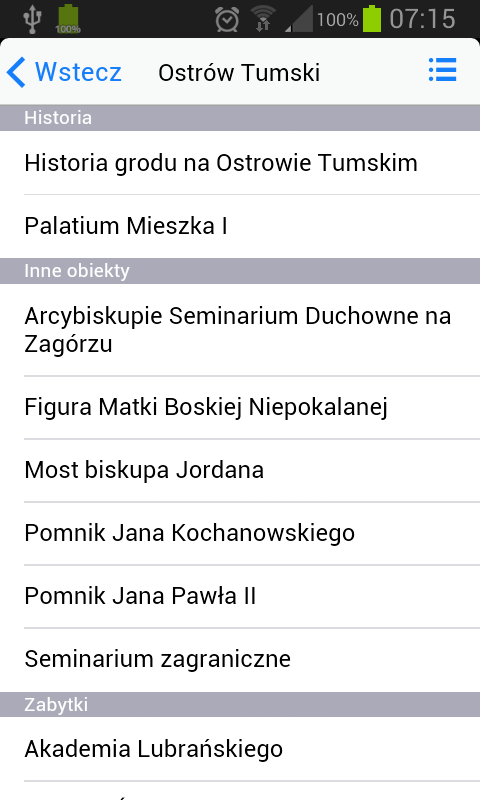 100% 100% 07:15
Wstecz Ostrów Tumski
Historia
Historia grodu na Ostrowie Tumskim
Palatium Mieszka I
Inne obiekty
Arcybiskupie Seminarium Duchowne na
Zagórzu
Figura Matki Boskiej Niepokalanej
Most biskupa Jordana
Pomnik Jana Kochanowskiego
Pomnik Jana Pawła II
Seminarium zagraniczne
Zabytki
Akademia Lubrańskiego